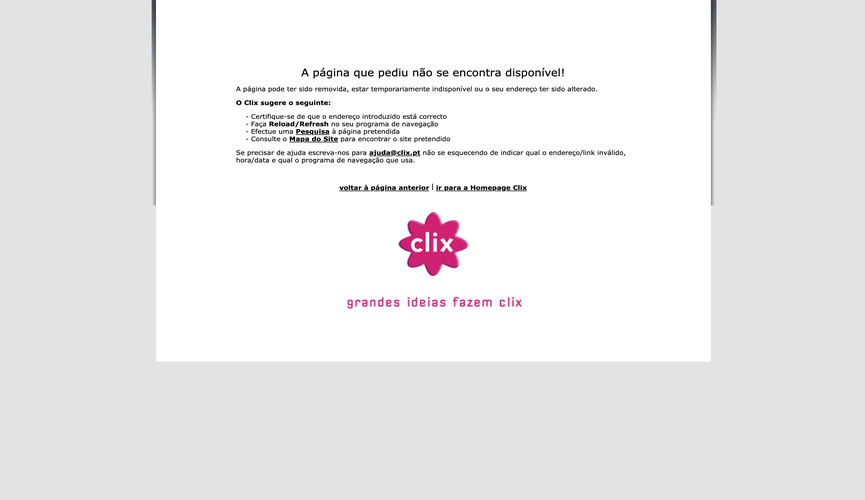 A página que pediu não se encontra disponível!
A página pode ter sido removida, estar temporariamente indisponível ou o seu endereço ter sido alterado.
O Clix sugere o seguinte:
- Certifique-se de que o endereço introduzido está correcto
- Faça Reload/Refresh no seu programa de navegação
- Efectue uma Pesquisa à página pretendida
- Consulte o Mapa do Site para encontrar o site pretendido
Se precisar de ajuda escreva-nos para ajuda@clix.pt não se esquecendo de indicar qual o endereço/link inválido,
hora/data e qual o programa de navegação que usa.
voltar à página anterior | ir para a Homepage Clix
clix
grandes ideias fazem clix